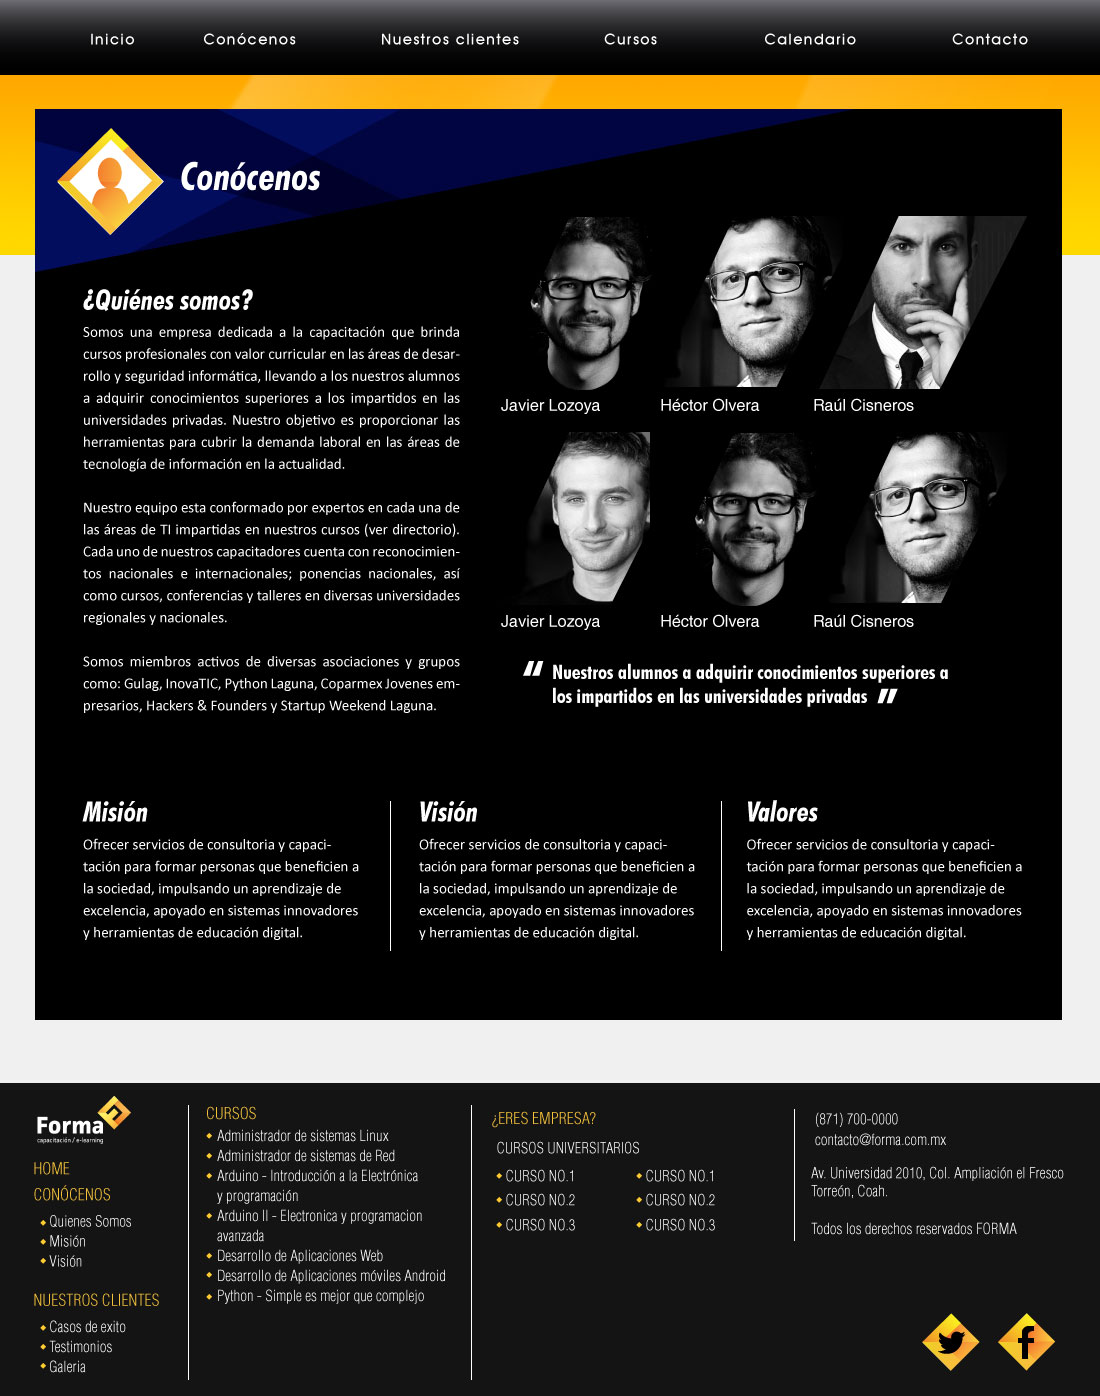 Inicio
Conócenos
Nuestros clientes
Cursos
Calendario
Contacto
Conócenos
¿Quiénes somos?
Somos una empresa dedicada a la capacitación que brinda
cursos profesionales con valor curricular en las áreas de desar-
rollo y seguridad informática, llevando a los nuestros alumnos
a adquirir conocimientos superiores a los impartidos en las
universidades privadas. Nuestro objetivo es proporcionar las
herramientas para cubrir la demanda laboral en las áreas de
tecnología de información en la actualidad.
Nuestro equipo esta conformado por expertos en cada una de
las áreas de TI impartidas en nuestros cursos (ver directorio).
Cada uno de nuestros capacitadores cuenta con reconocimien-
tos nacionales e internacionales; ponencias nacionales, así
como cursos, conferencias y talleres en diversas universidades
regionales y nacionales.
Somos miembros activos de diversas asociaciones y grupos
como: Gulag, InovaTIC, Python Laguna, Coparmex Jovenes em-
presarios, Hackers & Founders y Startup Weekend Laguna.
Javier Lozoya
Héctor Olvera
Raúl Cisneros
Javier Lozoya
Héctor Olvera
Raúl Cisneros
" Nuestros alumnos a adquirir conocimientos superiores a
los impartidos en las universidades privadas "
Misión
Ofrecer servicios de consultoria y capaci-
tación para formar personas que beneficien a
la sociedad, impulsando un aprendizaje de
excelencia, apoyado en sistemas innovadores
y herramientas de educación digital.
Visión
Ofrecer servicios de consultoria y capaci-
tación para formar personas que beneficien a
la sociedad, impulsando un aprendizaje de
excelencia, apoyado en sistemas innovadores
y herramientas de educación digital.
Valores
Ofrecer servicios de consultoria y capaci-
tación para formar personas que beneficien a
la sociedad, impulsando un aprendizaje de
excelencia, apoyado en sistemas innovadores
y herramientas de educación digital.
Forma
capacitación / e-learning
HOME
CONÓCENOS
Quienes Somos
Misión
Visión
NUESTROS CLIENTES
Casos de exito
Testimonios
Galeria
CURSOS
Administrador de sistemas Linux
Administrador de sistemas de Red
Arduino - Introducción a la Electrónica
y programación
Arduino II - Electronica y programacion
avanzada
Desarrollo de Aplicaciones Web
Desarrollo de Aplicaciones móviles Android
Python - Simple es mejor que complejo
¿ERES EMPRESA?
CURSOS UNIVERSITARIOS
CURSO NO.1
CURSO NO.2
CURSO NO.3
CURSO NO.1
CURSO NO.2
CURSO NO.3
(871) 700-0000
contacto@forma.com.mx
Av. Universidad 2010, Col. Ampliación el Fresco
Torreón, Coah.
Todos los derechos reservados FORMA